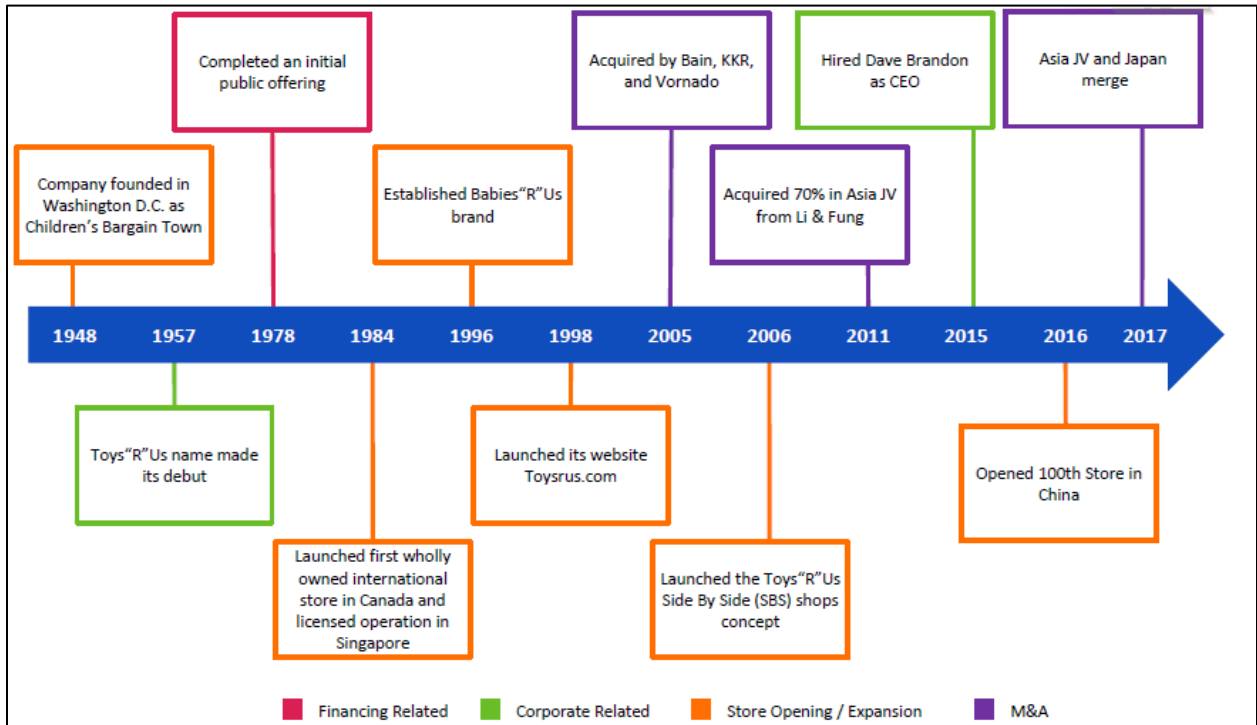 Completed an initial
public offering
Acquired by Bain, KKR,
and Vornado
Hired Dave Brandon
as CEO
Asia JV and Japan
merge
Company founded in
Washington D.C. as
Children’s Bargain Town
Established Babies“R”Us
brand
Acquired 70% in Asia JV
from Li & Fung
1948 1957 1978 1984 1996 1998 2005 2006 2011 2015 2016 2017
Toys“R”Us name made
its debut
Launched its website
Toysrus.com
Opened 100th Store in
China
Launched first wholly
owned international
store in Canada and
licensed operation in
Singapore
Launched the Toys“R”Us
Side By Side (SBS) shops
concept
Financing Related Corporate Related Store Opening / Expansion M&A